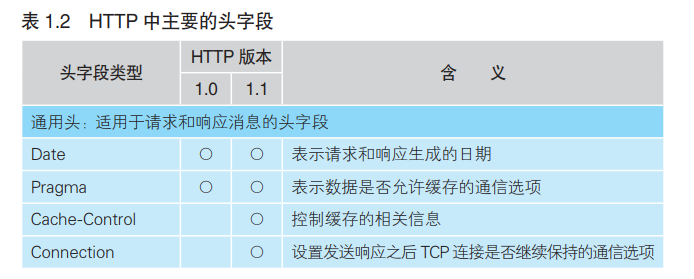 表 1.2 HTTP 中主要的头字段
头字段类型 HTTP 版本 含 义
1.0 1.1
通用头：适用于请求和响应消息的头字段
Date ○ ○ 表示请求和响应生成的日期
Pragma ○ ○ 表示数据是否允许缓存的通信选项
Cache-Control ○ 控制缓存的相关信息
Connection ○ 设置发送响应之后 TCP 连接是否继续保持的通信选项